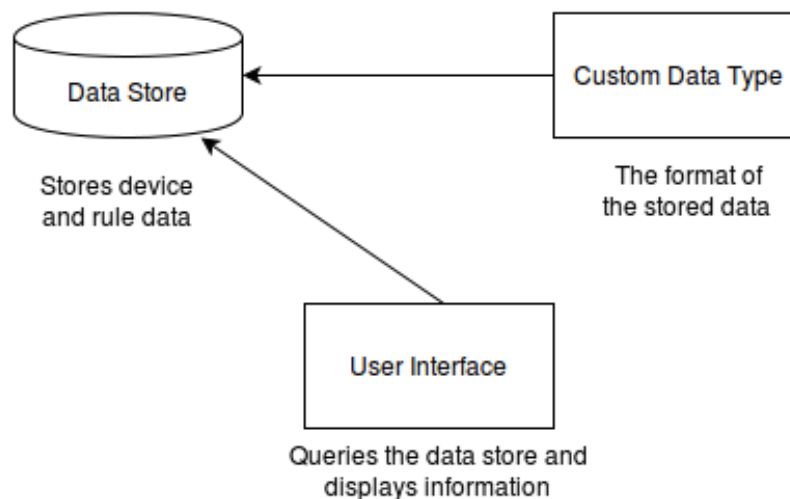 Data Store
Custom Data Type
Stores device
and rule data
The format of
the stored data
User Interface
Queries the data store and
displays information